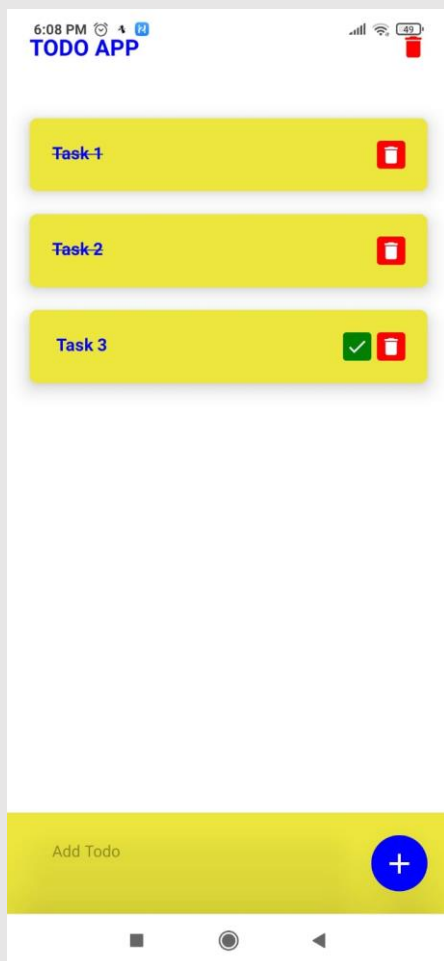 6:08 PM
49
TODO APP
Task 1
Task 2
Task 3
Add Todo